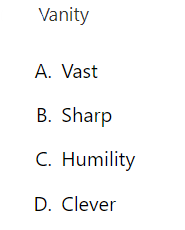 Vanity
A. Vast
B. Sharp
C. Humility
D. Clever